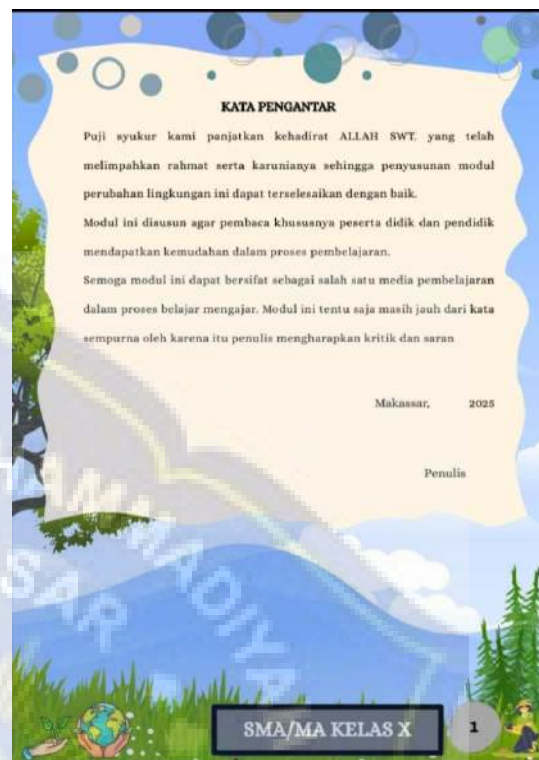 KATA PENGANTAR
Puji syukur kami panjatkan kehadirat ALLAH SWT. yang telah
melimpahkan rahmat serta karunianya sehingga penyusunan modul
perubahan lingkungan ini dapat terselesaikan dengan baik.
Modul ini disusun agar pembaca khususnya peserta didik dan pendidik
mendapatkan kemudahan dalam proses pembelajaran.
Semoga modul ini dapat bersifat sebagai salah satu media pembelajaran
dalam proses belajar mengajar. Modul ini tentu saja masih jauh dari kata
sempurna oleh karena itu penulis mengharapkan kritik dan saran
Makassar, 2025
Penulis
SMA/MA KELAS X
1